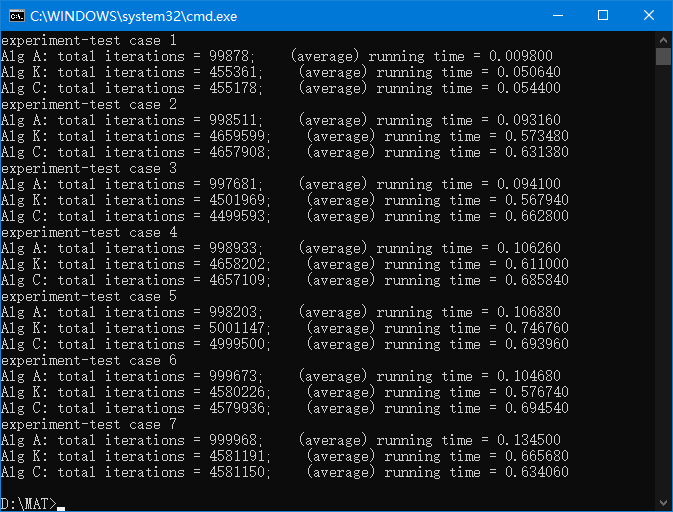 C:\WINDOWS\system32\cmd.exe
experiment-test case 1
Alg A: total iterations = 99878;   (average) running time = 0.009800
Alg K: total iterations = 455361;    (average) running time = 0.050640
Alg C: total iterations = 455178;    (average) running time = 0.054400
experiment-test case 2
Alg A: total iterations = 998511;    (average) running time = 0.093160
Alg K: total iterations = 4659599;    (average) running time = 0.573480
Alg C: total iterations = 4657908;    (average) running time = 0.631380
experiment-test case 3
Alg A: total iterations = 997681;    (average) running time = 0.094100
Alg K: total iterations = 4501969;    (average) running time = 0.567940
Alg C: total iterations = 4499593;    (average) running time = 0.662800
experiment-test case 4
Alg A: total iterations = 998933;    (average) running time = 0.106260
Alg K: total iterations = 4658202;    (average) running time = 0.611000
Alg C: total iterations = 4657109;    (average) running time = 0.685840
experiment-test case 5
Alg A: total iterations = 998203;    (average) running time = 0.106880
Alg K: total iterations = 5001147;    (average) running time = 0.746760
Alg C: total iterations = 4999500;    (average) running time = 0.693960
experiment-test case 6
Alg A: total iterations = 999673;    (average) running time = 0.104680
Alg K: total iterations = 4580226;    (average) running time = 0.576740
Alg C: total iterations = 4579936;    (average) running time = 0.694540
experiment-test case 7
Alg A: total iterations = 999968;    (average) running time = 0.134500
Alg K: total iterations = 4581191;    (average) running time = 0.665680
Alg C: total iterations = 4581150;    (average) running time = 0.634060
D:\MAT>